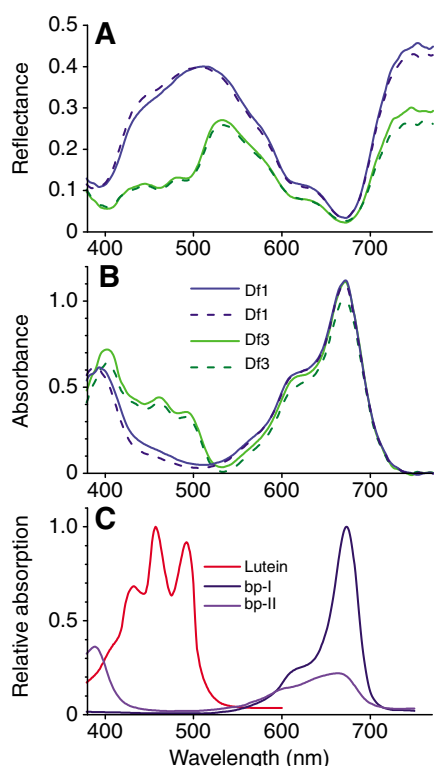 A
0.5
0.4
0.3
0.2
0.1
0
Reflectance
400 500 600 700
B
1.0
0.5
0
Absorbance
Df1
Df1
Df3
Df3
400 500 600 700
C
1.0
0.5
0
Relative absorption
Lutein
bp-I
bp-II
400 500 600 700
Wavelength (nm)